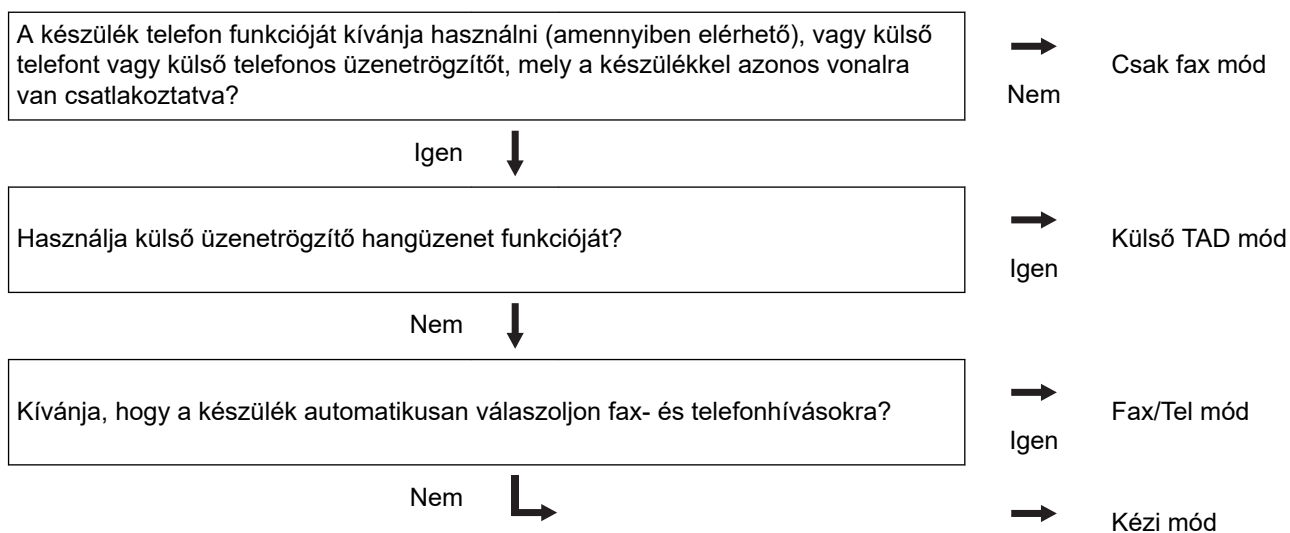 A készülék telefon funkcióját kívánja használni (amennyiben elérhető), vagy külső
telefont vagy külső telefonos üzenetrögzítőt, mely a készülékkel azonos vonalra
van csatlakoztatva?
Nem
Csak fax mód
Igen
Használja külső üzenetrögzítő hangüzenet funkcióját?
Igen
Külső TAD mód
Nem
Kívánja, hogy a készülék automatikusan válaszoljon fax- és telefonhívásokra?
Igen
Fax/Tel mód
Nem
Kézi mód